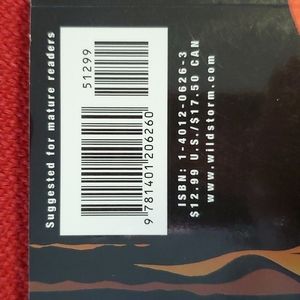 Suggested for mature readers
51299
9 781401 206260
ISBN: 1-4012-0626-3
$12.99 U.S./$17.50 CAN
www.wildstorm.com